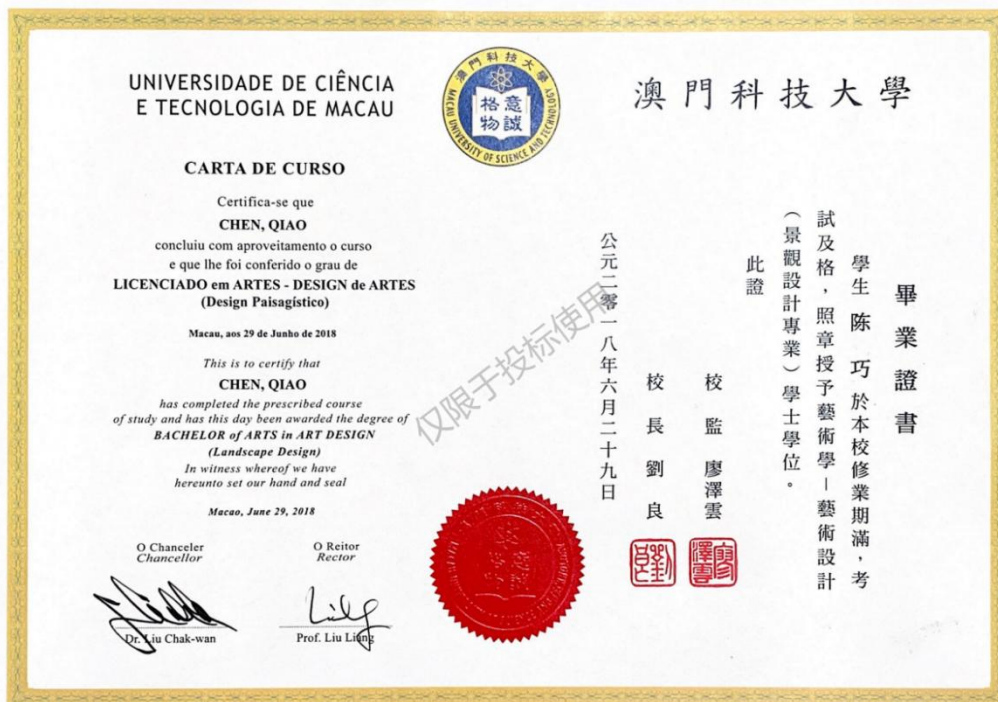 UNIVERSIDADE DE CIÊNCIA
E TECNOLOGIA DE MACAU
澳門科技大學
MACAU UNIVERSITY OF SCIENCE AND TECHNOLOGY
意誠
格物
澳門科技大學
CARTA DE CURSO
Certifica-se que
CHEN, QIAO
concluiu com aproveitamento o curso
e que lhe foi conferido o grau de
LICENCIADO em ARTES - DESIGN de ARTES
(Design Paisagístico)
Macau, aos 29 de Junho de 2018
This is to certify that
CHEN, QIAO
has completed the prescribed course
of study and has this day been awarded the degree of
BACHELOR of ARTS in ART DESIGN
(Landscape Design)
In witness whereof we have
hereunto set our hand and seal
Macao, June 29, 2018
O Chanceler
Chancellor
Dr. Liu Chak-wan
O Reitor
Rector
Prof. Liu Liang
畢業證書
學生 陈 巧 於本校修業期滿，考
試及格，照章授予藝術學－藝術設計
（景觀設計專業）學士學位。
此證
校監 廖澤雲
校長 劉良
公元二零一八年六月二十九日
仅限于投标使用